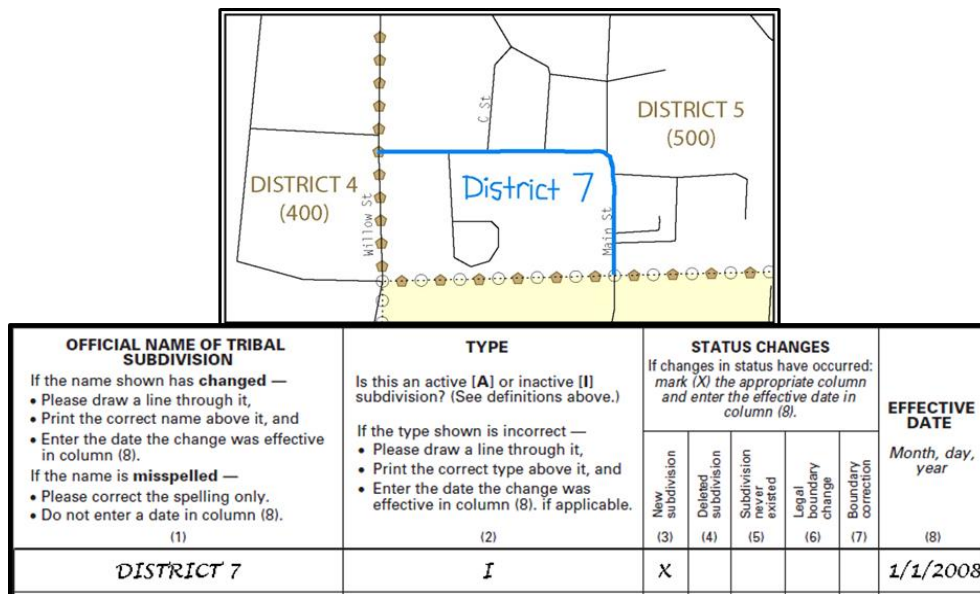 DISTRICT 5
(500)
C St
DISTRICT 4
(400)
District 7
Willow St
Main St
OFFICIAL NAME OF TRIBAL
SUBDIVISION
If the name shown has changed —
• Please draw a line through it,
• Print the correct name above it, and
• Enter the date the change was effective
in column (8).
If the name is misspelled —
• Please correct the spelling only.
• Do not enter a date in column (8).
(1)
TYPE
Is this an active [A] or inactive [I]
subdivision? (See definitions above.)
If the type shown is incorrect —
• Please draw a line through it,
• Print the correct type above it, and
• Enter the date the change was
effective in column (8). if applicable.
(2)
STATUS CHANGES
If changes in status have occurred:
mark (X) the appropriate column
and enter the effective date in
column (8).
New
subdivision
(3)
Deleted
subdivision
(4)
Subdivision
never
existed
(5)
Legal
boundary
change
(6)
Boundary
correction
(7)
EFFECTIVE
DATE
Month, day,
year
(8)
DISTRICT 7
I
X
1/1/2008